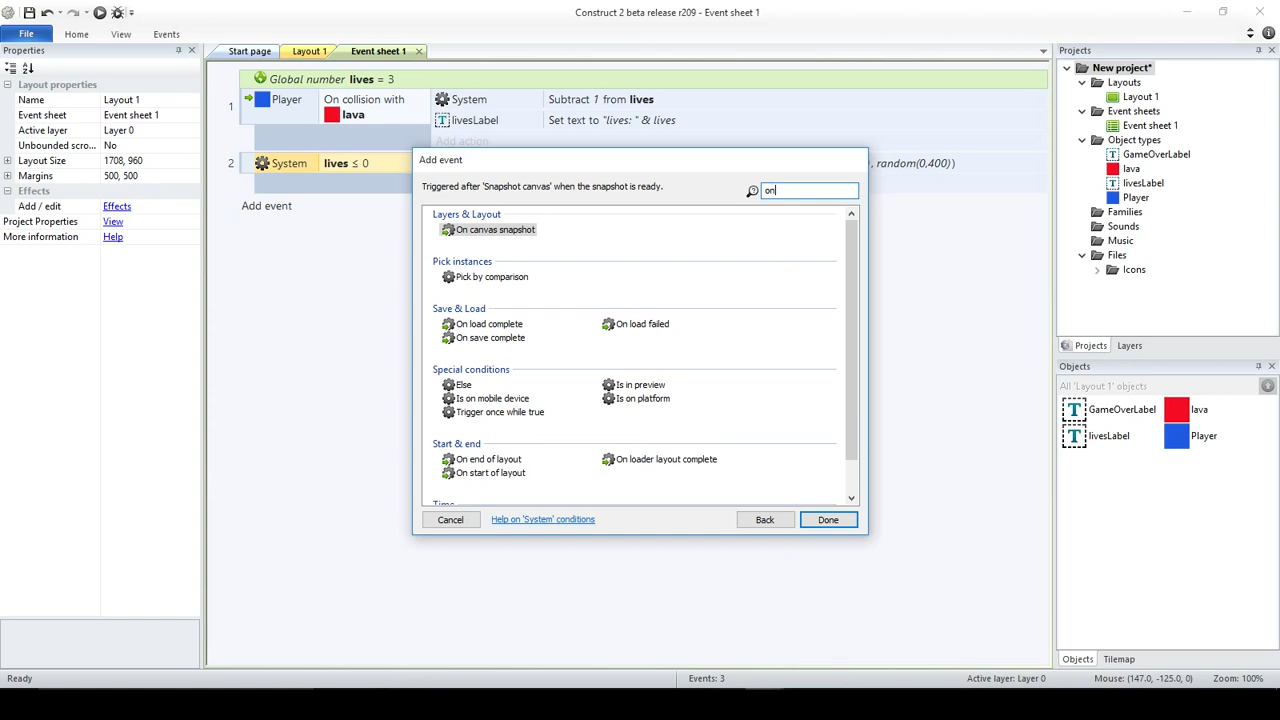 Construct 2 beta release r209 - Event sheet 1
File
Home
View
Events
Properties
Start page
Layout 1
Event sheet 1
Projects
Layout properties
Name
Layout 1
Event sheet
Event sheet 1
Active layer
Layer 0
Unbounded scro...
No
Layout Size
1708, 960
Margins
500, 500
Effects
Add / edit
Effects
Project Properties
View
More information
Help
Global number lives = 3
1
Player
On collision with
lava
System
Subtract 1 from lives
livesLabel
Set text to "lives: " & lives
Add action
2
System
lives ≤ 0
, random(0,400))
Add event
Add event
Triggered after 'Snapshot canvas' when the snapshot is ready.
on
Layers & Layout
On canvas snapshot
Pick instances
Pick by comparison
Save & Load
On load complete
On load failed
On save complete
Special conditions
Else
Is in preview
Is on mobile device
Is on platform
Trigger once while true
Start & end
On end of layout
On loader layout complete
On start of layout
Time
Cancel
Help on 'System' conditions
Back
Done
New project*
Layouts
Layout 1
Event sheets
Event sheet 1
Object types
GameOverLabel
lava
livesLabel
Player
Families
Sounds
Music
Files
Icons
Projects
Layers
Objects
All 'Layout 1' objects
GameOverLabel
lava
livesLabel
Player
Objects
Tilemap
Ready
Events: 3
Active layer: Layer 0
Mouse: (147.0, -125.0, 0)
Zoom: 100%